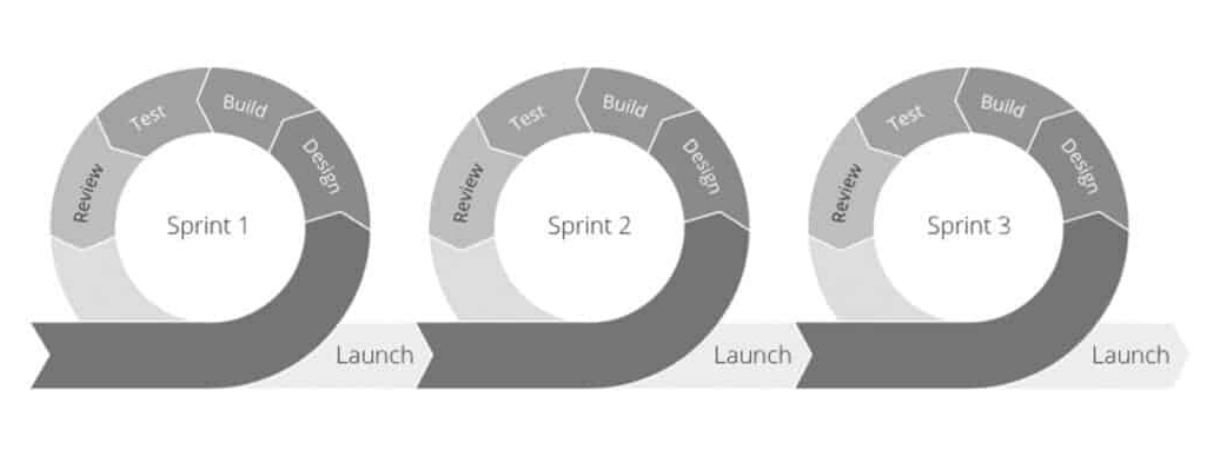 Test
Build
Design
Review
Sprint 1
Launch
Test
Build
Design
Review
Sprint 2
Launch
Test
Build
Design
Review
Sprint 3
Launch